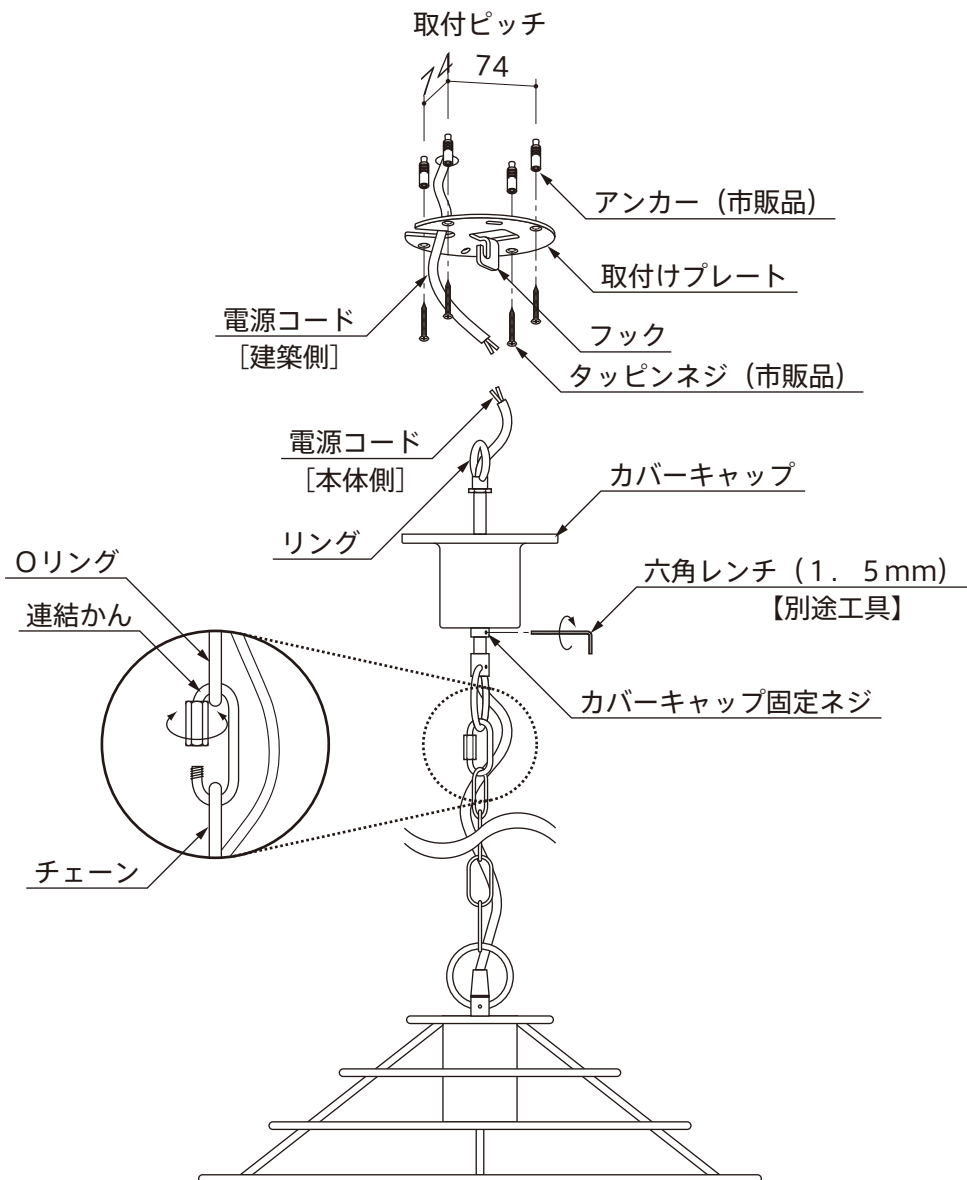 取付ピッチ
74
74
アンカー（市販品）
取付けプレート
電源コード
［建築側］
フック
タッピンネジ（市販品）
電源コード
［本体側］
カバーキャップ
リング
Oリング
六角レンチ（１．５mm）
【別途工具】
連結かん
カバーキャップ固定ネジ
チェーン